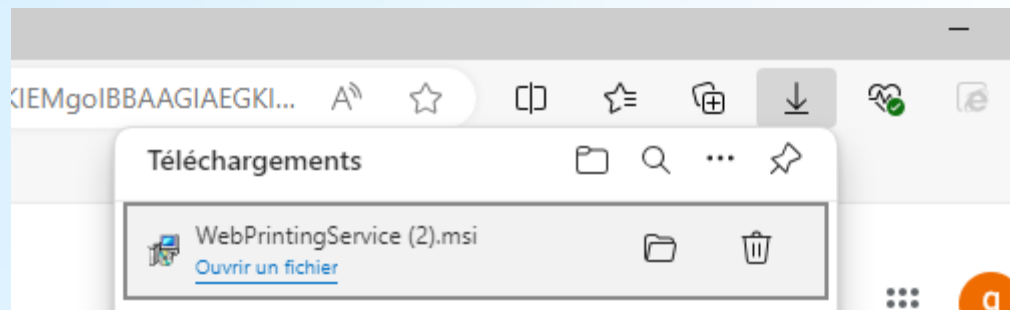 KIEMgoIBBAAGIAEGKI...
Téléchargements
WebPrintingService (2).msi
Ouvrir un fichier
g